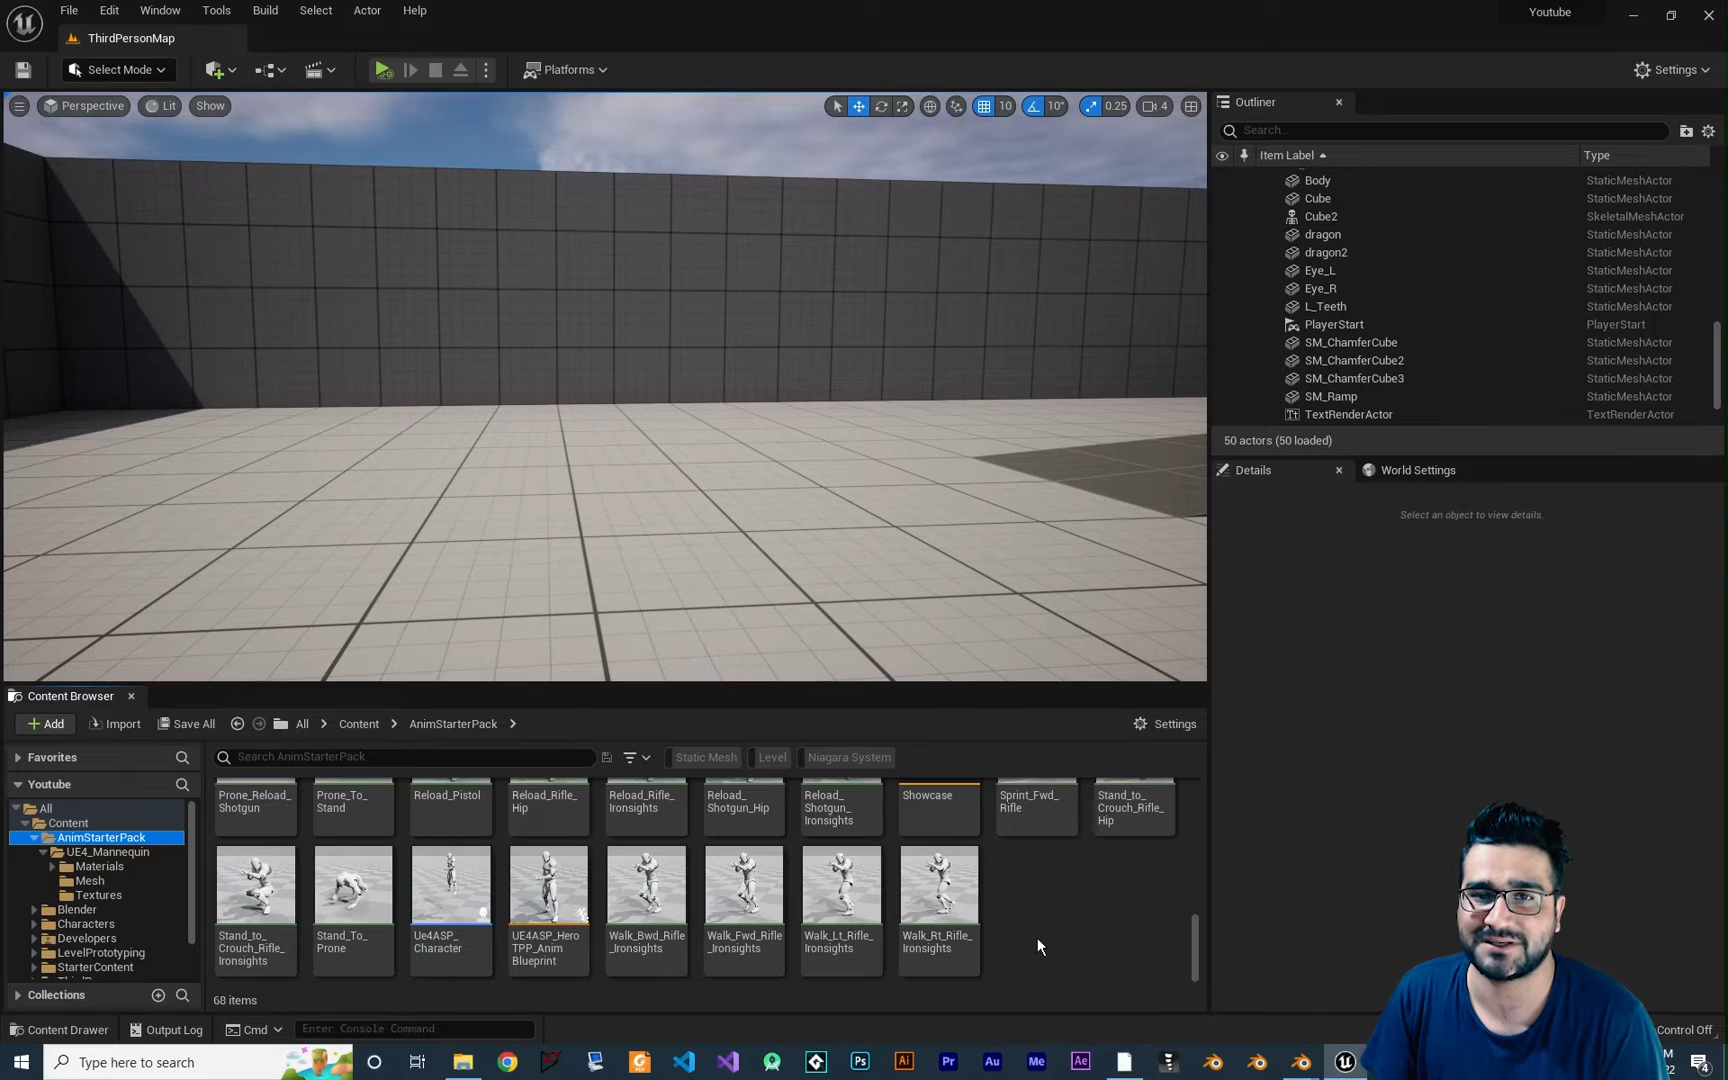 File Edit Window Tools Build Select Actor Help
Youtube
ThirdPersonMap
Select Mode
Platforms
Settings
Perspective
Lit
Show
10
10°
0.25
4
Outliner
Search...
Item Label
Type
Body StaticMeshActor
Cube StaticMeshActor
Cube2 SkeletalMeshActor
dragon StaticMeshActor
dragon2 StaticMeshActor
Eye_L StaticMeshActor
Eye_R StaticMeshActor
L_Teeth StaticMeshActor
PlayerStart PlayerStart
SM_ChamferCube StaticMeshActor
SM_ChamferCube2 StaticMeshActor
SM_ChamferCube3 StaticMeshActor
SM_Ramp StaticMeshActor
TextRenderActor TextRenderActor
50 actors (50 loaded)
Details
World Settings
Select an object to view details.
Content Browser
Add
Import
Save All
All
Content
AnimStarterPack
Settings
Favorites
Youtube
All
Content
AnimStarterPack
UE4_Mannequin
Materials
Mesh
Textures
Blender
Characters
Developers
LevelPrototyping
StarterContent
Collections
Search AnimStarterPack
Static Mesh
Level
Niagara System
Prone_Reload_
Shotgun
Prone_To_
Stand
Reload_Pistol
Reload_Rifle_
Hip
Reload_Rifle_
Ironsights
Reload_
Shotgun_Hip
Reload_
Shotgun_
Ironsights
Showcase
Sprint_Fwd_
Rifle
Stand_to_
Crouch_Rifle_
Hip
Stand_to_
Crouch_Rifle_
Ironsights
Stand_To_
Prone
Ue4ASP_
Character
UE4ASP_Hero
TPP_Anim
Blueprint
Walk_Bwd_Rifle
_Ironsights
Walk_Fwd_Rifle
_Ironsights
Walk_Lt_Rifle_
Ironsights
Walk_Rt_Rifle_
Ironsights
68 items
Content Drawer
Output Log
Cmd
Enter Console Command
Control Off
Type here to search
Ps
Ai
Pr
Au
Me
Ae
M
22
4